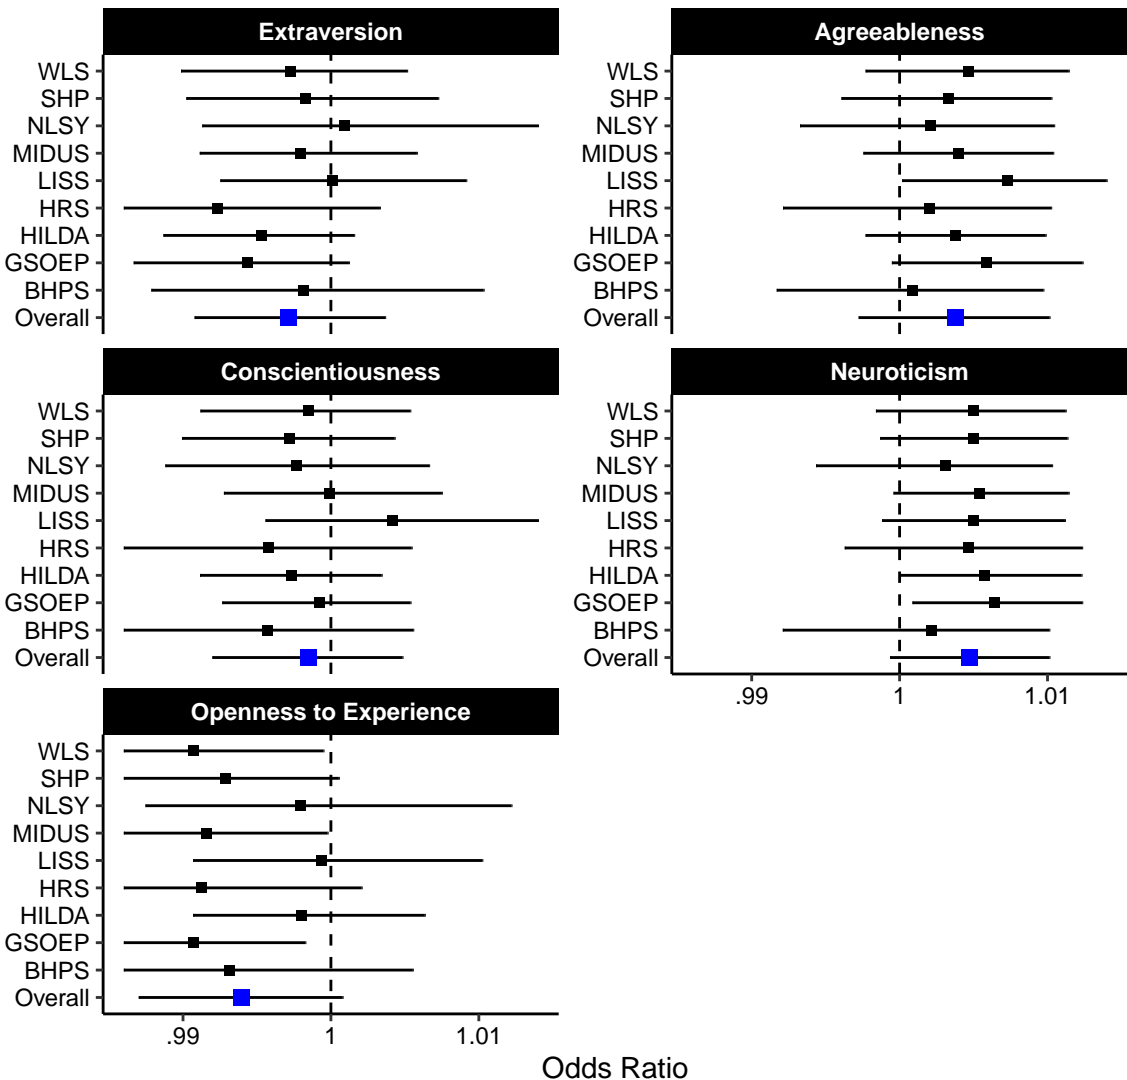 Extraversion
WLS
SHP
NLSY
MIDUS
LISS
HRS
HILDA
GSOEP
BHPS
Overall
Agreeableness
WLS
SHP
NLSY
MIDUS
LISS
HRS
HILDA
GSOEP
BHPS
Overall
Conscientiousness
WLS
SHP
NLSY
MIDUS
LISS
HRS
HILDA
GSOEP
BHPS
Overall
Neuroticism
WLS
SHP
NLSY
MIDUS
LISS
HRS
HILDA
GSOEP
BHPS
Overall
.99 1 1.01
Openness to Experience
WLS
SHP
NLSY
MIDUS
LISS
HRS
HILDA
GSOEP
BHPS
Overall
.99 1 1.01
Odds Ratio